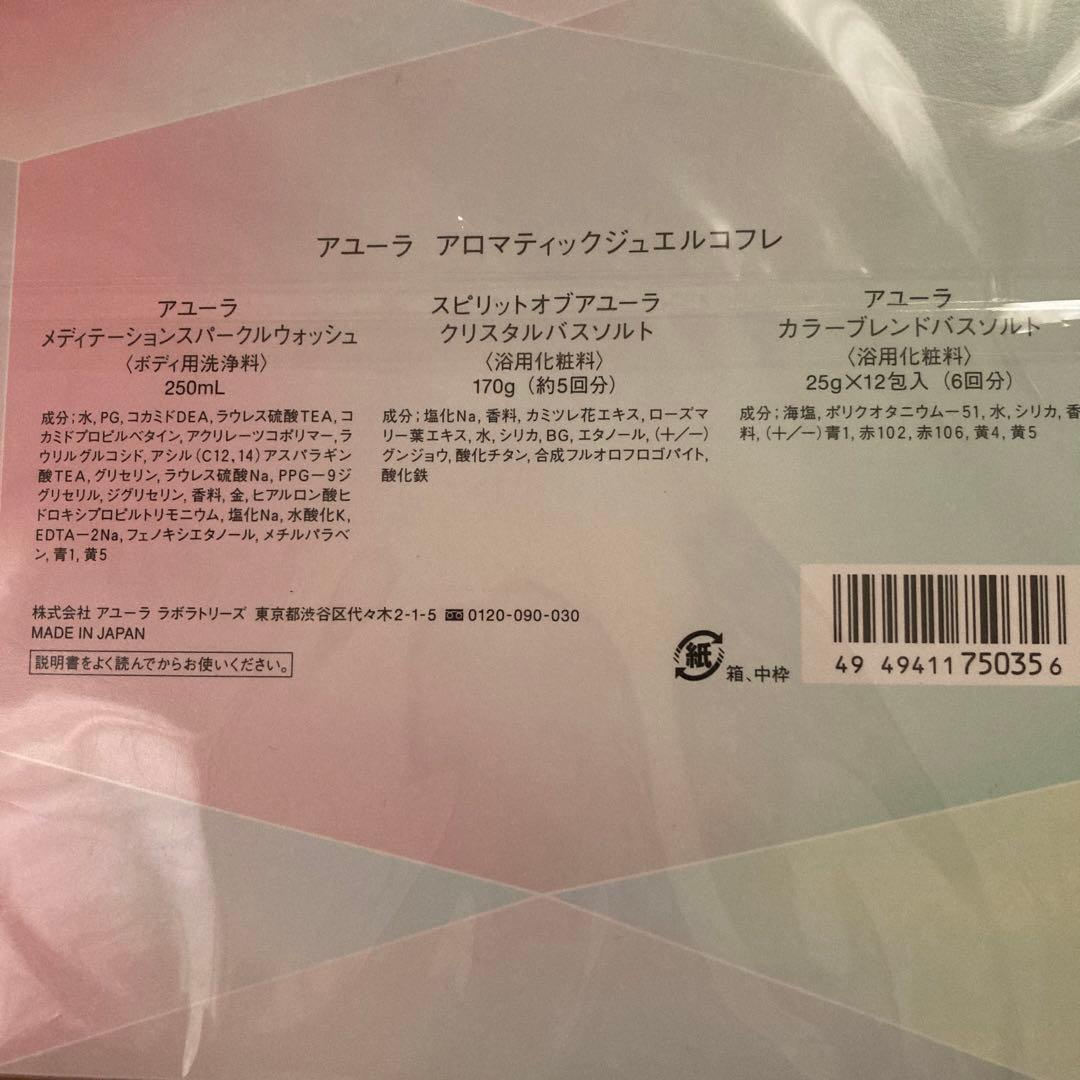 アユーラ アロマティックジュエルコフレ
アユーラ
メディテーションスパークルウォッシュ
〈ボディ用洗浄料〉
250mL
成分；水, PG, コカミドDEA, ラウレス硫酸TEA, コ
カミドプロピルベタイン, アクリレーツコポリマー, ラ
ウリルグルコシド, アシル(C12,14)アスパラギン
酸TEA, グリセリン, ラウレス硫酸Na, PPG－9ジ
グリセリル, ジグリセリン, 香料, 金, ヒアルロン酸ヒ
ドロキシプロピルトリモニウム, 塩化Na, 水酸化K,
EDTA－2Na, フェノキシエタノール, メチルパラベ
ン, 青1, 黄5
スピリットオブアユーラ
クリスタルバスソルト
〈浴用化粧料〉
170g（約5回分）
成分；塩化Na, 香料, カミツレ花エキス, ローズマ
リー葉エキス, 水, シリカ, BG, エタノール, (＋／－)
グンジョウ, 酸化チタン, 合成フルオロフロゴパイト,
酸化鉄
アユーラ
カラーブレンドバスソルト
〈浴用化粧料〉
25g×12包入（6回分）
成分；海塩, ポリクオタニウム－51, 水, シリカ, 香
料, (＋／－)青1, 赤102, 赤106, 黄4, 黄5
株式会社 アユーラ ラボラトリーズ 東京都渋谷区代々木2-1-5 0120-090-030
MADE IN JAPAN
説明書をよく読んでからお使いください。
紙 箱、中枠
49 49411 75035 6